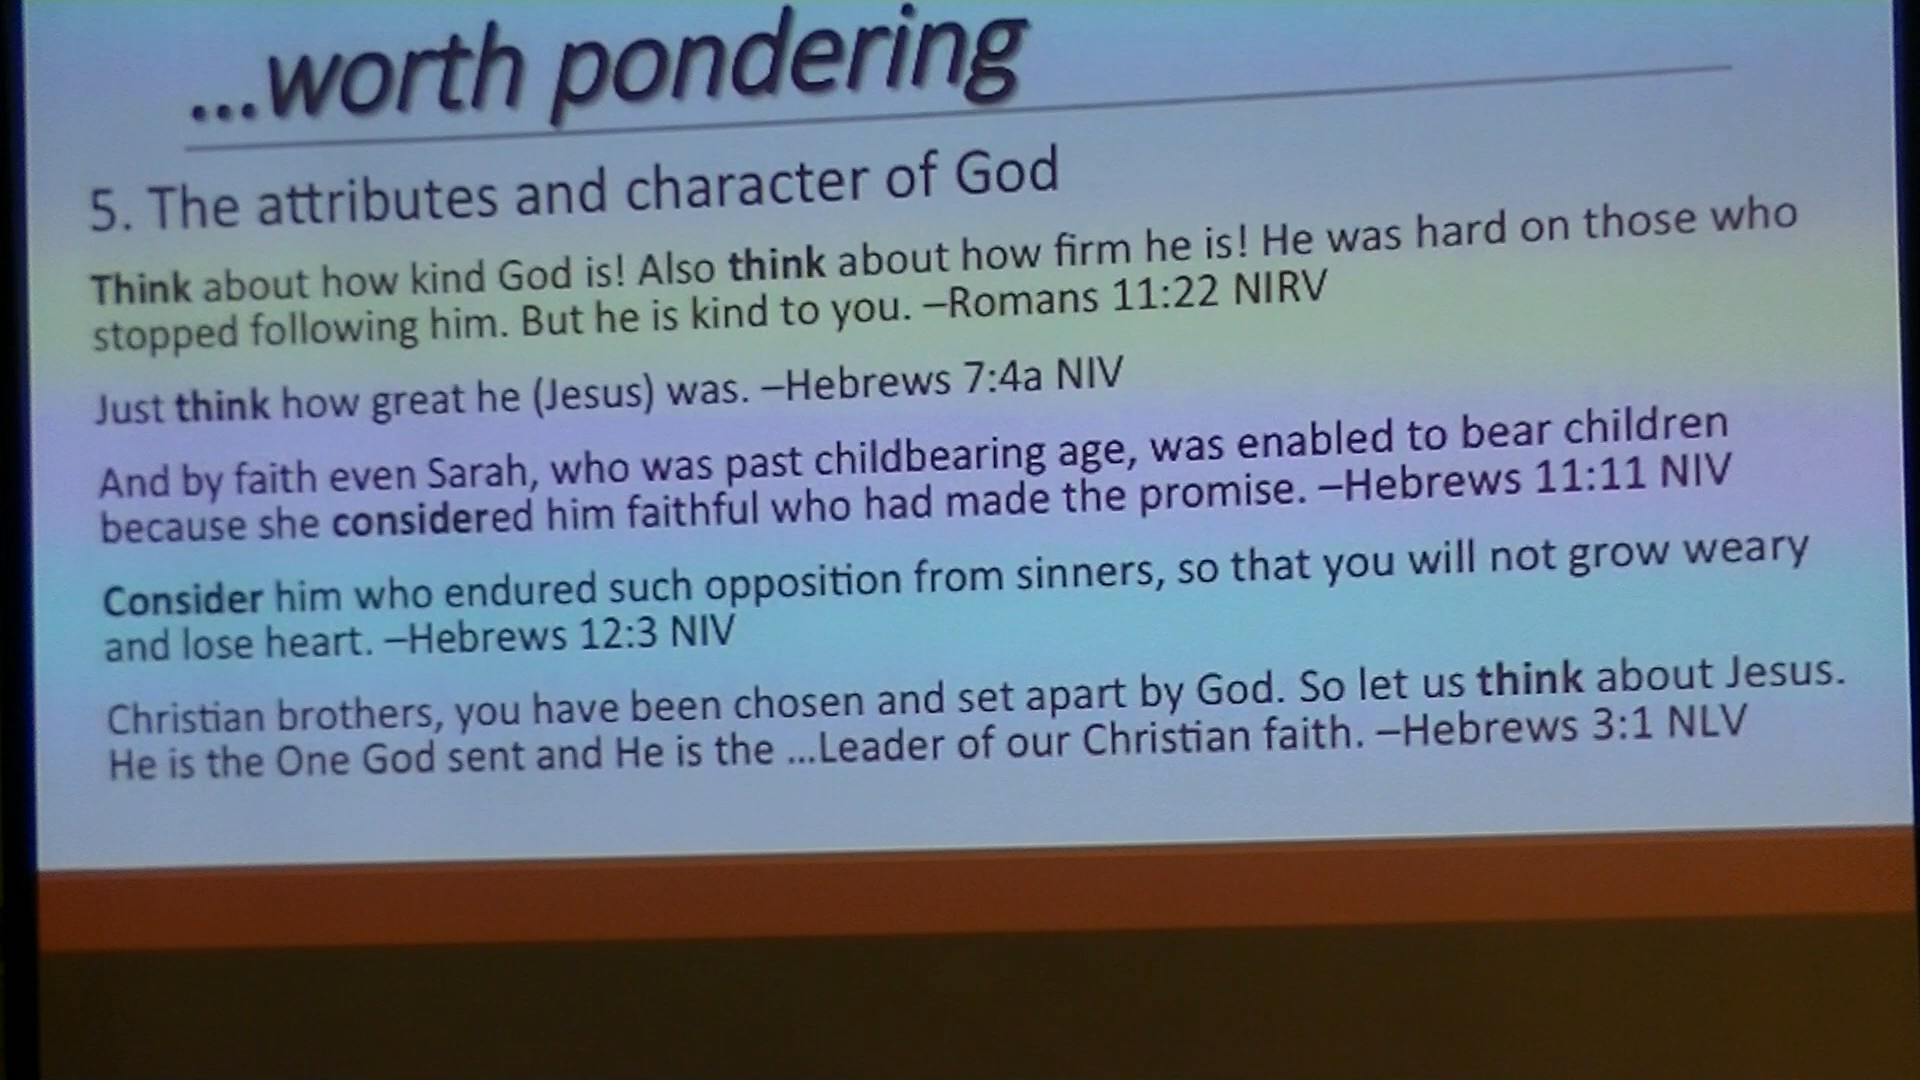 ...worth pondering
5. The attributes and character of God
Think about how kind God is! Also think about how firm he is! He was hard on those who
stopped following him. But he is kind to you. –Romans 11:22 NIRV
Just think how great he (Jesus) was. –Hebrews 7:4a NIV
And by faith even Sarah, who was past childbearing age, was enabled to bear children
because she considered him faithful who had made the promise. –Hebrews 11:11 NIV
Consider him who endured such opposition from sinners, so that you will not grow weary
and lose heart. –Hebrews 12:3 NIV
Christian brothers, you have been chosen and set apart by God. So let us think about Jesus.
He is the One God sent and He is the ...Leader of our Christian faith. –Hebrews 3:1 NLV